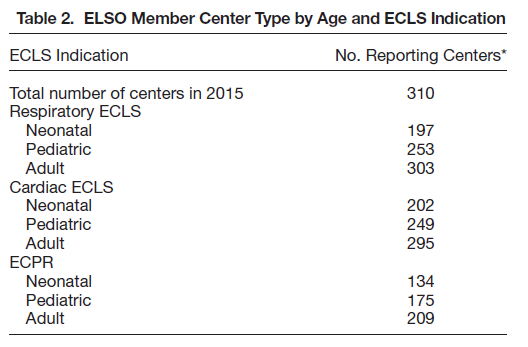 Table 2. ELSO Member Center Type by Age and ECLS Indication
ECLS Indication No. Reporting Centers*
Total number of centers in 2015 310
Respiratory ECLS
Neonatal 197
Pediatric 253
Adult 303
Cardiac ECLS
Neonatal 202
Pediatric 249
Adult 295
ECPR
Neonatal 134
Pediatric 175
Adult 209